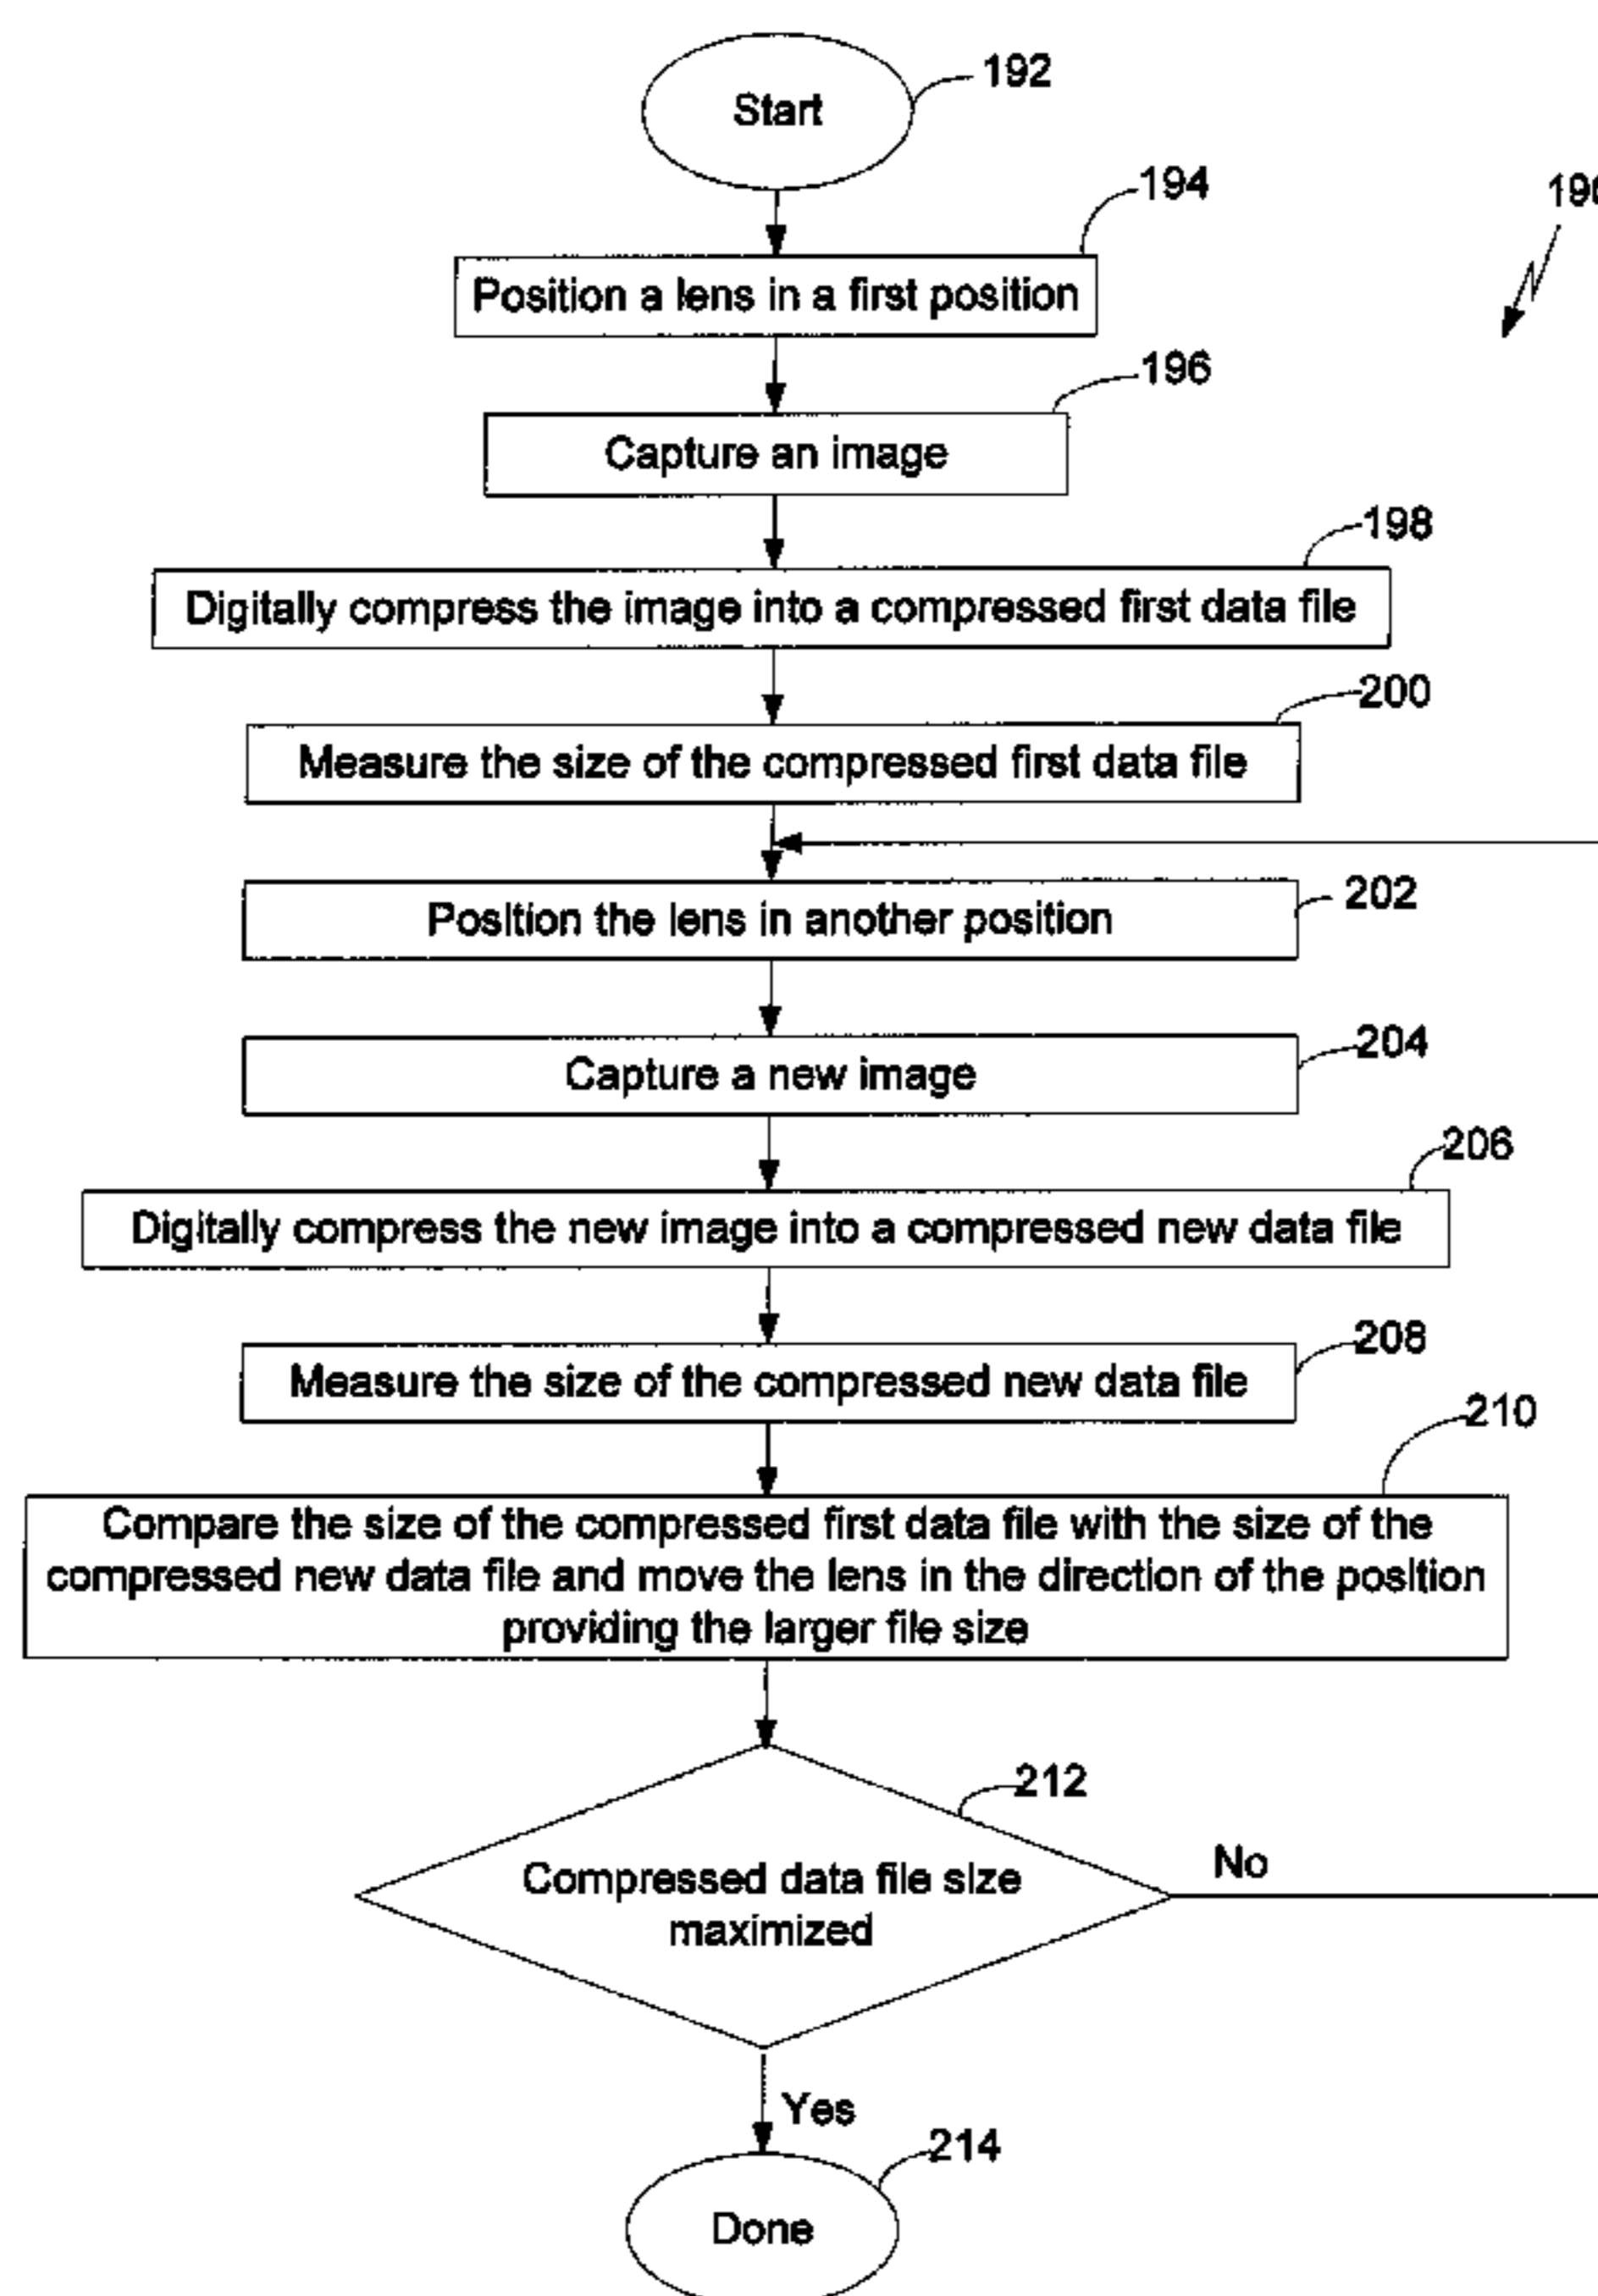 Start
192
194
Position a lens in a first position
196
Capture an image
198
Digitally compress the image into a compressed first data file
200
Measure the size of the compressed first data file
202
Position the lens in another position
204
Capture a new image
206
Digitally compress the new image into a compressed new data file
208
Measure the size of the compressed new data file
210
Compare the size of the compressed first data file with the size of the
compressed new data file and move the lens in the direction of the position
providing the larger file size
212
Compressed data file size
maximized
No
Yes
214
Done